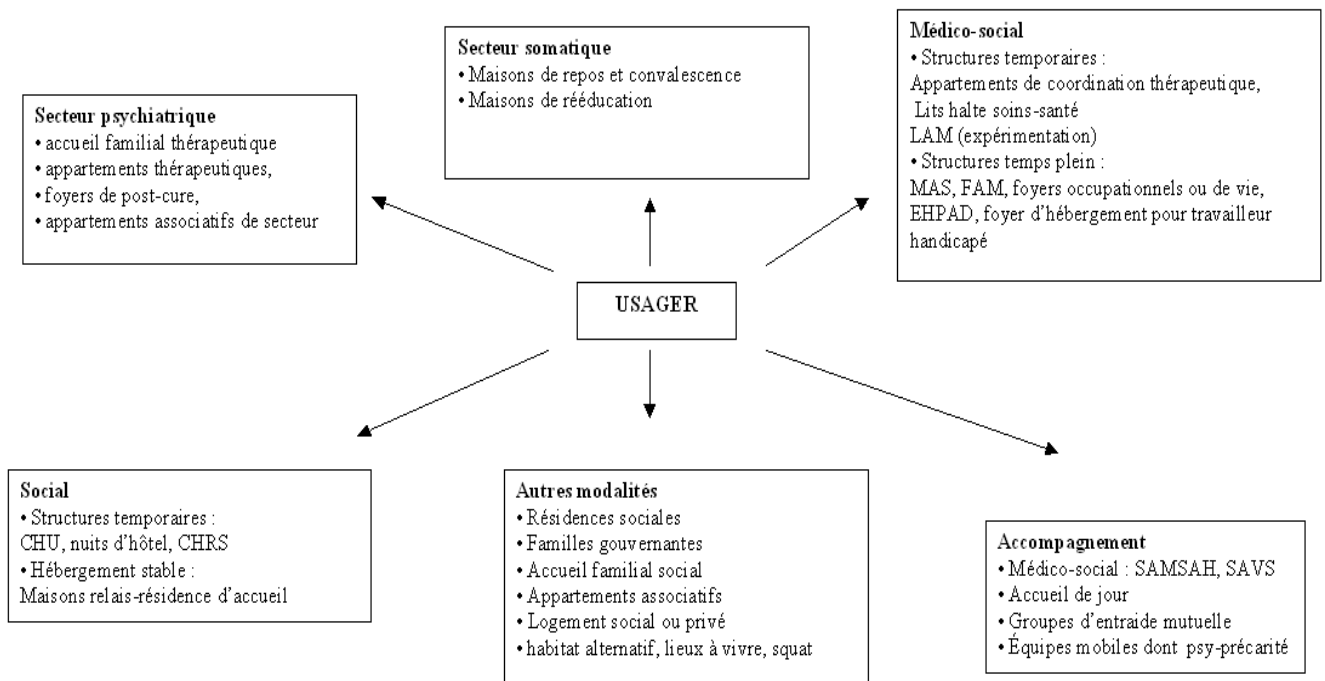 Secteur psychiatrique
• accueil familial thérapeutique
• appartements thérapeutiques,
• foyers de post-cure,
• appartements associatifs de secteur
Secteur somatique
• Maisons de repos et convalescence
• Maisons de rééducation
Médico-social
• Structures temporaires :
Appartements de coordination thérapeutique,
Lits halte soins-santé
LAM (expérimentation)
• Structures temps plein :
MAS, FAM, foyers occupationnels ou de vie,
EHPAD, foyer d'hébergement pour travailleur
handicapé
USAGER
Social
• Structures temporaires :
CHU, nuits d'hôtel, CHRS
• Hébergement stable :
Maisons relais-résidence d'accueil
Autres modalités
• Résidences sociales
• Familles gouvernantes
• Accueil familial social
• Appartements associatifs
• Logement social ou privé
• habitat alternatif, lieux à vivre, squat
Accompagnement
• Médico-social : SAMSAH, SAVS
• Accueil de jour
• Groupes d'entraide mutuelle
• Équipes mobiles dont psy-précarité